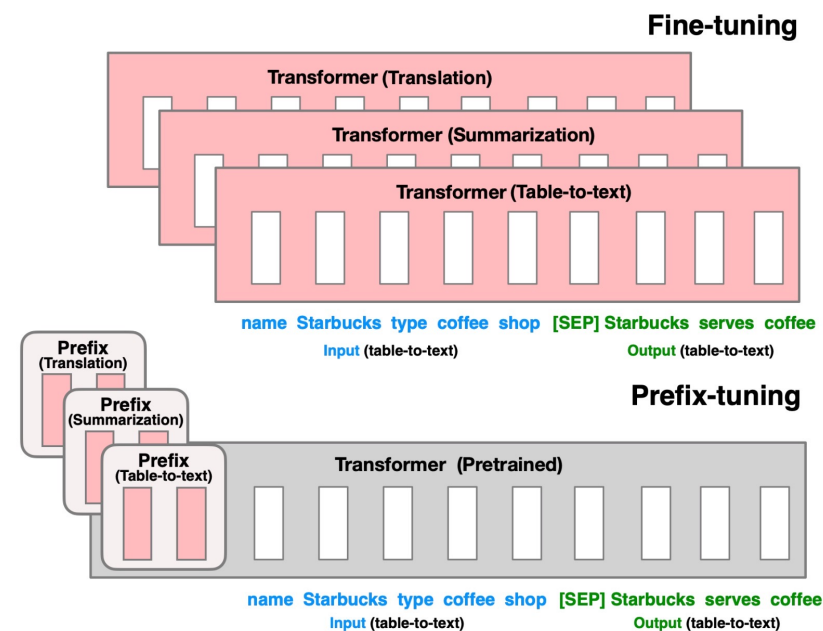 Fine-tuning
Transformer (Translation)
Transformer (Summarization)
Transformer (Table-to-text)
name Starbucks type coffee shop [SEP] Starbucks serves coffee
Input (table-to-text) Output (table-to-text)
Prefix-tuning
Prefix
(Translation)
Prefix
(Summarization)
Prefix
(Table-to-text)
Transformer (Pretrained)
name Starbucks type coffee shop [SEP] Starbucks serves coffee
Input (table-to-text) Output (table-to-text)